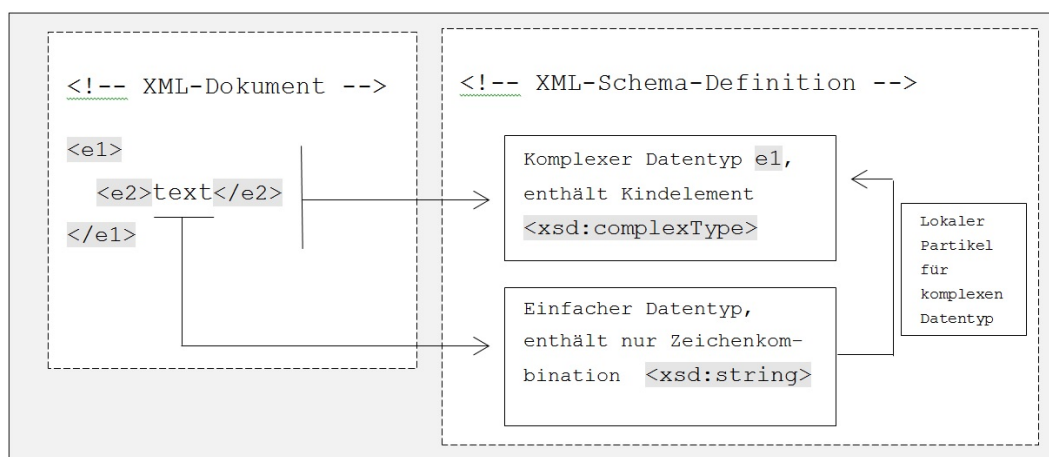 <!-- XML-Dokument -->
<e1>
<e2>text</e2>
</e1>
<!-- XML-Schema-Definition -->
Komplexer Datentyp e1,
enthält Kindelement
<xsd:complexType>
Einfacher Datentyp,
enthält nur Zeichenkom-
bination <xsd:string>
Lokaler
Partikel
für
komplexen
Datentyp